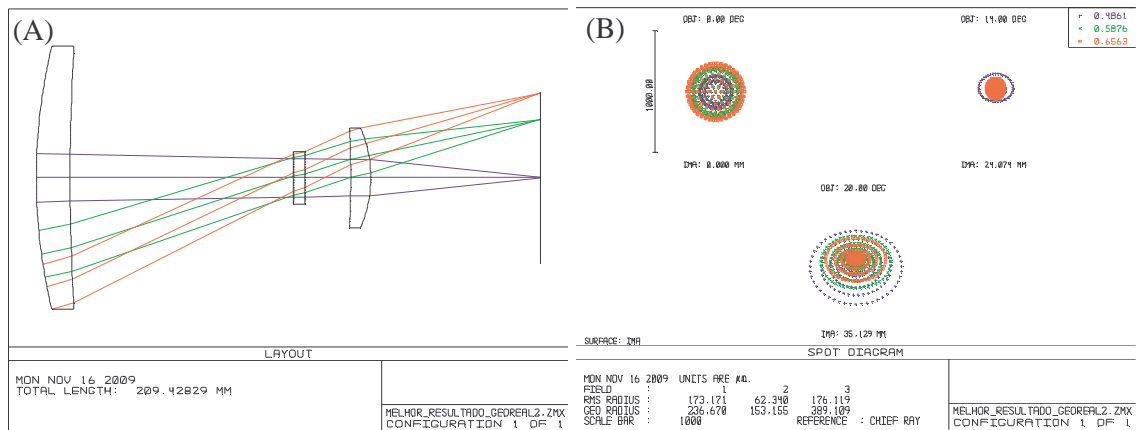 (A)
LAYOUT
MON NOV 16 2009
TOTAL LENGTH: 209.42829 MM
MELHOR_RESULTADO_GEOREAL2.ZMX
CONFIGURATION 1 OF 1
(B)
OBJ: 0.00 DEG
OBJ: 14.00 DEG
0.4861
0.5876
0.6563
1000.00
IMA: 0.000 MM
IMA: 24.074 MM
OBJ: 20.00 DEG
IMA: 35.129 MM
SURFACE: IMA
SPOT DIAGRAM
MON NOV 16 2009 UNITS ARE
FIELD : 1 2 3
RMS RADIUS : 173.171 62.340 176.119
GEO RADIUS : 236.670 153.155 389.109
SCALE BAR : 1000 REFERENCE : CHIEF RAY
MELHOR_RESULTADO_GEOREAL2.ZMX
CONFIGURATION 1 OF 1